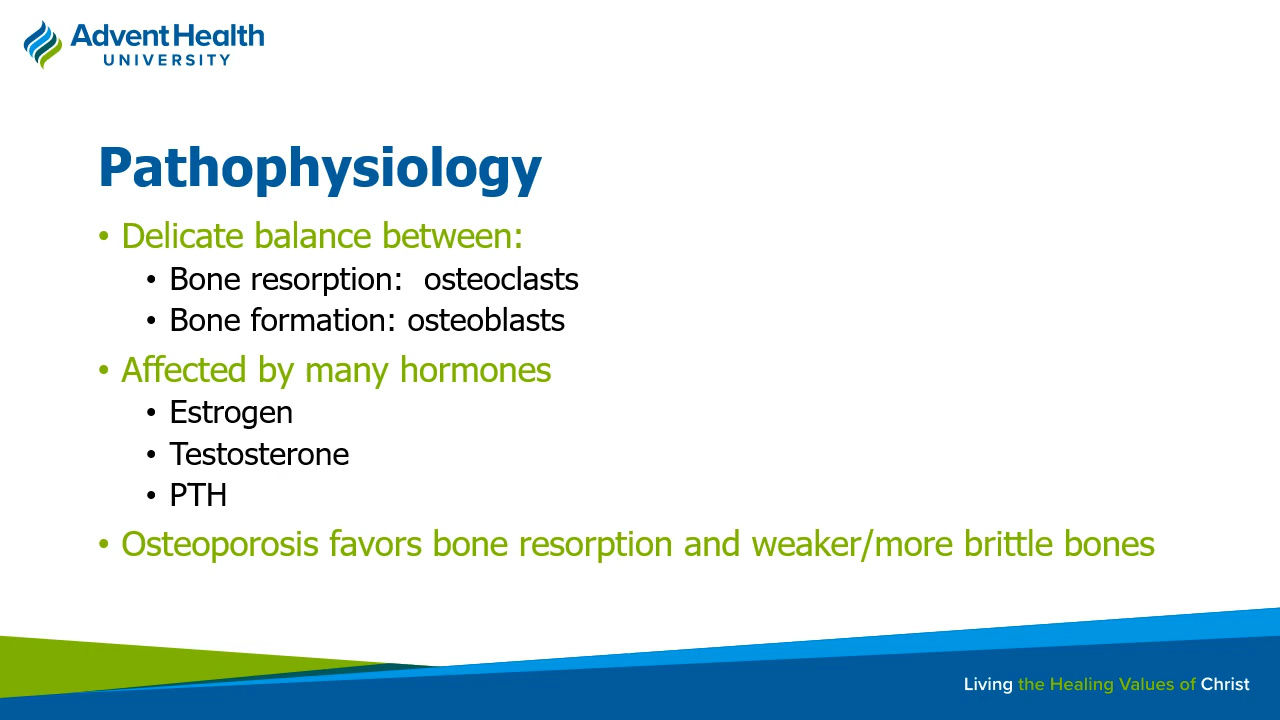 AdventHealth
UNIVERSITY
Pathophysiology
• Delicate balance between:
• Bone resorption:  osteoclasts
• Bone formation: osteoblasts
• Affected by many hormones
• Estrogen
• Testosterone
• PTH
• Osteoporosis favors bone resorption and weaker/more brittle bones
Living the Healing Values of Christ